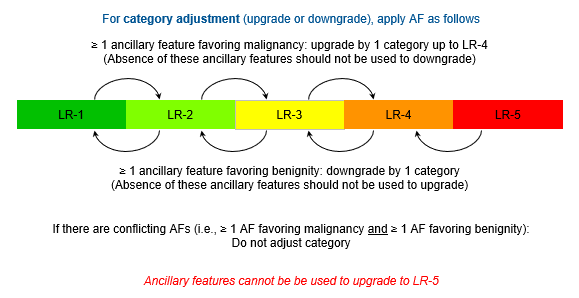 For category adjustment (upgrade or downgrade), apply AF as follows
≥ 1 ancillary feature favoring malignancy: upgrade by 1 category up to LR-4
(Absence of these ancillary features should not be used to downgrade)
LR-1 LR-2 LR-3 LR-4 LR-5
≥ 1 ancillary feature favoring benignity: downgrade by 1 category
(Absence of these ancillary features should not be used to upgrade)
If there are conflicting AFs (i.e., ≥ 1 AF favoring malignancy and ≥ 1 AF favoring benignity):
Do not adjust category
Ancillary features cannot be be used to upgrade to LR-5